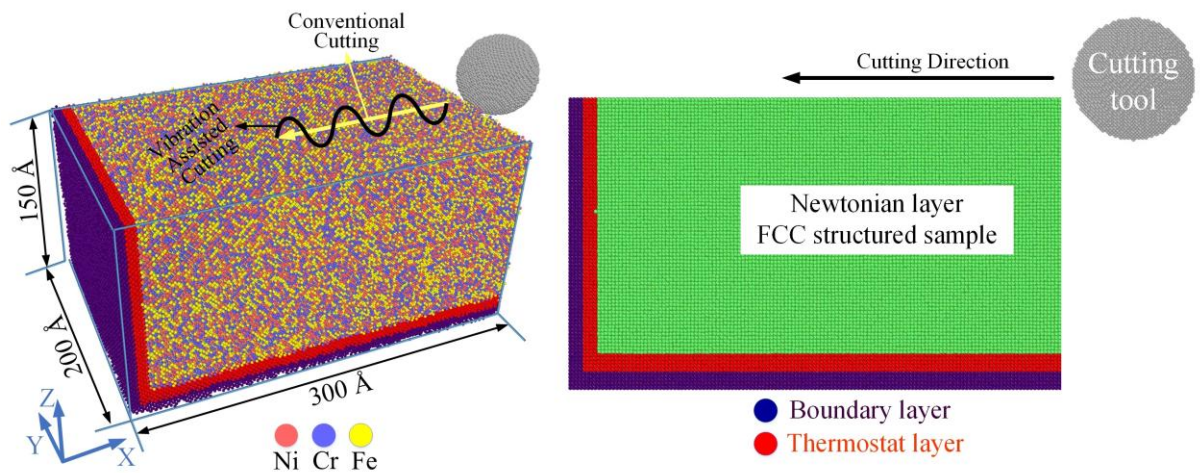 Conventional
Cutting
Vibration
Assisted
Cutting
150 Å
200 Å
300 Å
Z
Y
X
Ni Cr Fe
Cutting Direction
Cutting
tool
Newtonian layer
FCC structured sample
Boundary layer
Thermostat layer